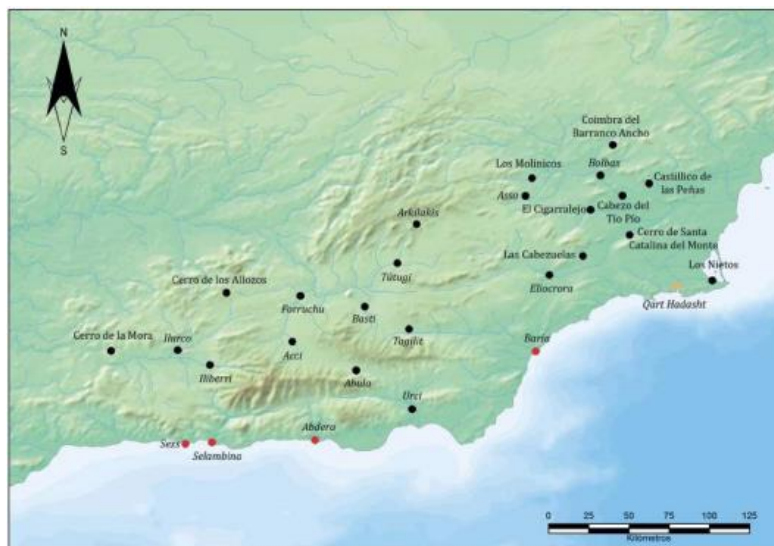 N
S
Coimbra del
Barranco Ancho
Los Molinicos
Bolbax
Castillico de
las Peñas
Asso
El Cigarralejo
Cabezo del
Tío Pío
Arkilakis
Cerro de Santa
Catalina del Monte
Las Cabezuelas
Los Nietos
Tútugi
Eliocrora
Qart Hadasht
Cerro de los Allozos
Forruchu
Basti
Tagilit
Baria
Cerro de la Mora
Ilurco
Acci
Iliberri
Abula
Urci
Abdera
Sexs
Selambina
0 25 50 75 100 125
Kilómetros